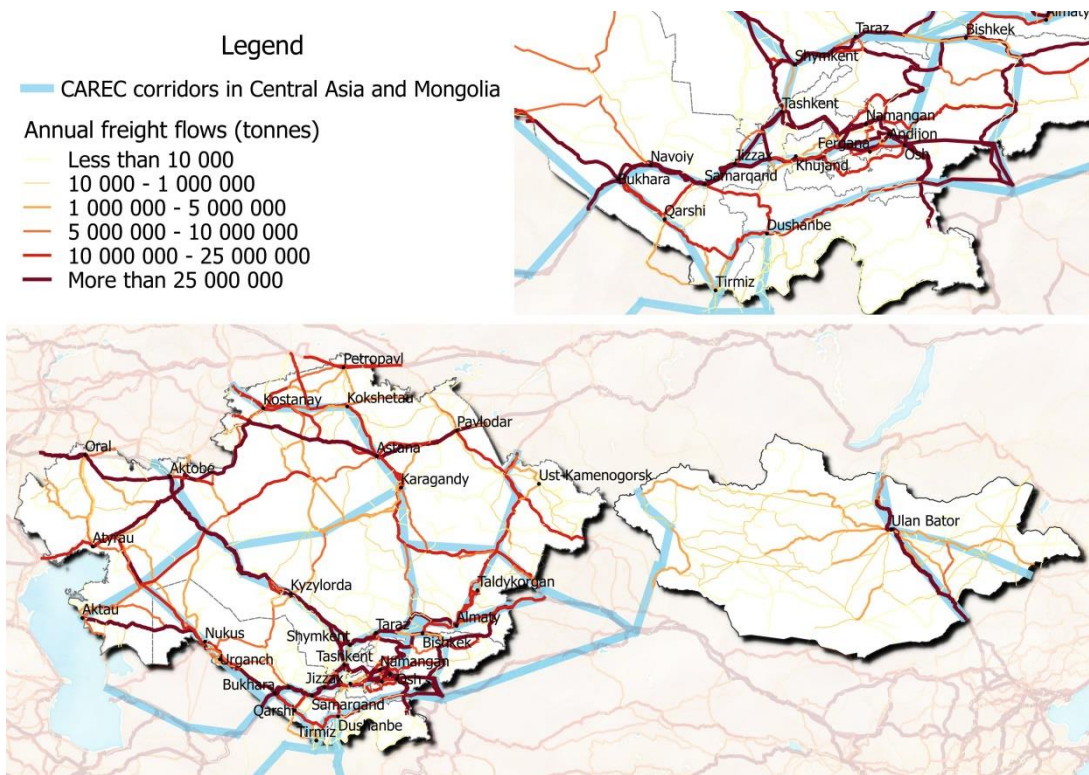 Legend
CAREC corridors in Central Asia and Mongolia
Annual freight flows (tonnes)
Less than 10 000
10 000 - 1 000 000
1 000 000 - 5 000 000
5 000 000 - 10 000 000
10 000 000 - 25 000 000
More than 25 000 000
Almaty
Taraz
Bishkek
Shymkent
Tashkent
Namangan
Andijon
Fergana
Osh
Navoiy
Jizzax
Khujand
Bukhara
Samarqand
Qarshi
Dushanbe
Tirmiz
Petropavl
Kostanay
Kokshetau
Pavlodar
Oral
Astana
Aktobe
Karagandy
Ust-Kamenogorsk
Ulan Bator
Atyrau
Kyzylorda
Taldykorgan
Aktau
Nukus
Shymkent
Taraz
Almaty
Bishkek
Urganch
Tashkent
Namangan
Bukhara
Jizzax
Osh
Qarshi
Samarqand
Dushanbe
Tirmiz